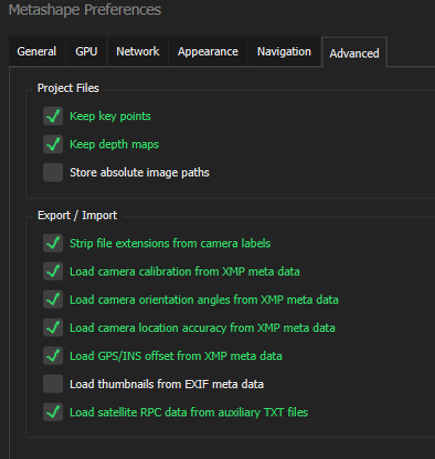 Metashape Preferences
General GPU Network Appearance Navigation Advanced
Project Files
Keep key points
Keep depth maps
Store absolute image paths
Export / Import
Strip file extensions from camera labels
Load camera calibration from XMP meta data
Load camera orientation angles from XMP meta data
Load camera location accuracy from XMP meta data
Load GPS/INS offset from XMP meta data
Load thumbnails from EXIF meta data
Load satellite RPC data from auxiliary TXT files